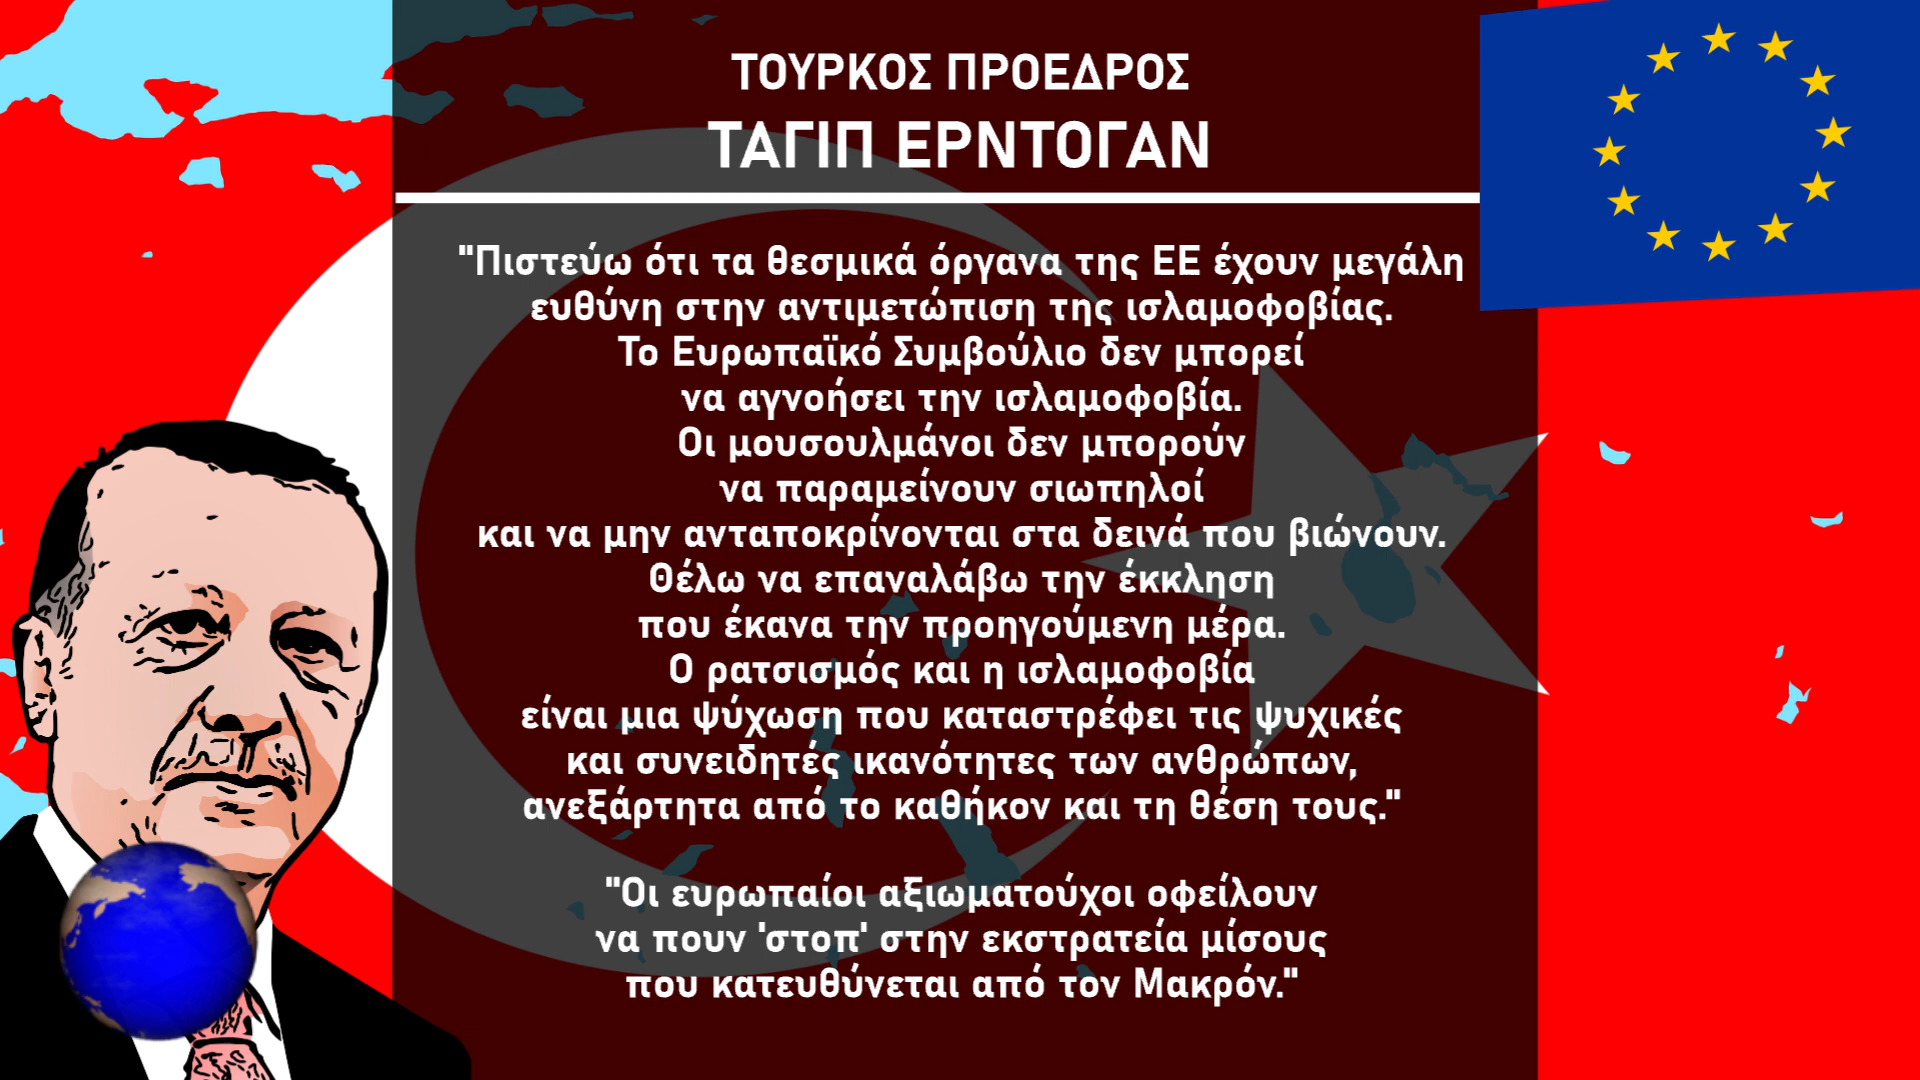 ΤΟΥΡΚΟΣ ΠΡΟΕΔΡΟΣ
ΤΑΓΙΠ ΕΡΝΤΟΓΑΝ
"Πιστεύω ότι τα θεσμικά όργανα της ΕΕ έχουν μεγάλη
ευθύνη στην αντιμετώπιση της ισλαμοφοβίας.
Το Ευρωπαϊκό Συμβούλιο δεν μπορεί
να αγνοήσει την ισλαμοφοβία.
Οι μουσουλμάνοι δεν μπορούν
να παραμείνουν σιωπηλοί
και να μην ανταποκρίνονται στα δεινά που βιώνουν.
Θέλω να επαναλάβω την έκκληση
που έκανα την προηγούμενη μέρα.
Ο ρατσισμός και η ισλαμοφοβία
είναι μια ψύχωση που καταστρέφει τις ψυχικές
και συνειδητές ικανότητες των ανθρώπων,
ανεξάρτητα από το καθήκον και τη θέση τους."
"Οι ευρωπαίοι αξιωματούχοι οφείλουν
να πουν 'στοπ' στην εκστρατεία μίσους
που κατευθύνεται από τον Μακρόν."